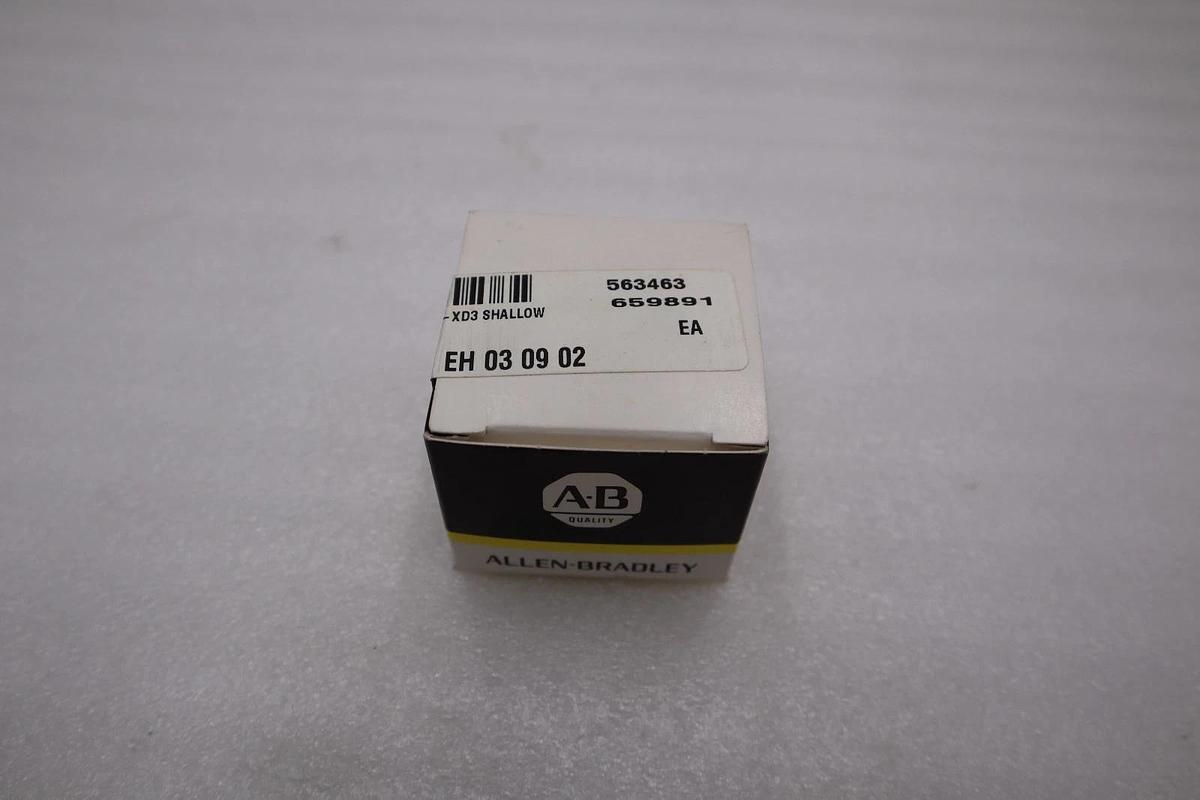 563463
659891
-XD3 SHALLOW
EA
EH 03 09 02
A-B
QUALITY
ALLEN-BRADLEY